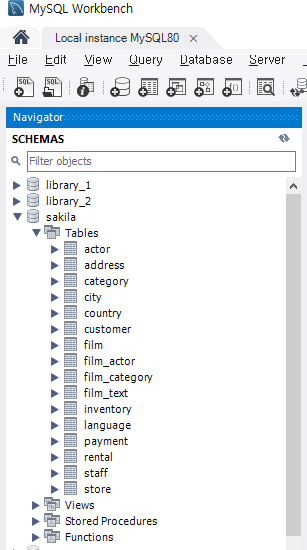 MySQL Workbench
Local instance MySQL80 ×
File Edit View Query Database Server
SQL SQL
Navigator
SCHEMAS
Filter objects
library_1
library_2
sakila
Tables
actor
address
category
city
country
customer
film
film_actor
film_category
film_text
inventory
language
payment
rental
staff
store
Views
Stored Procedures
Functions